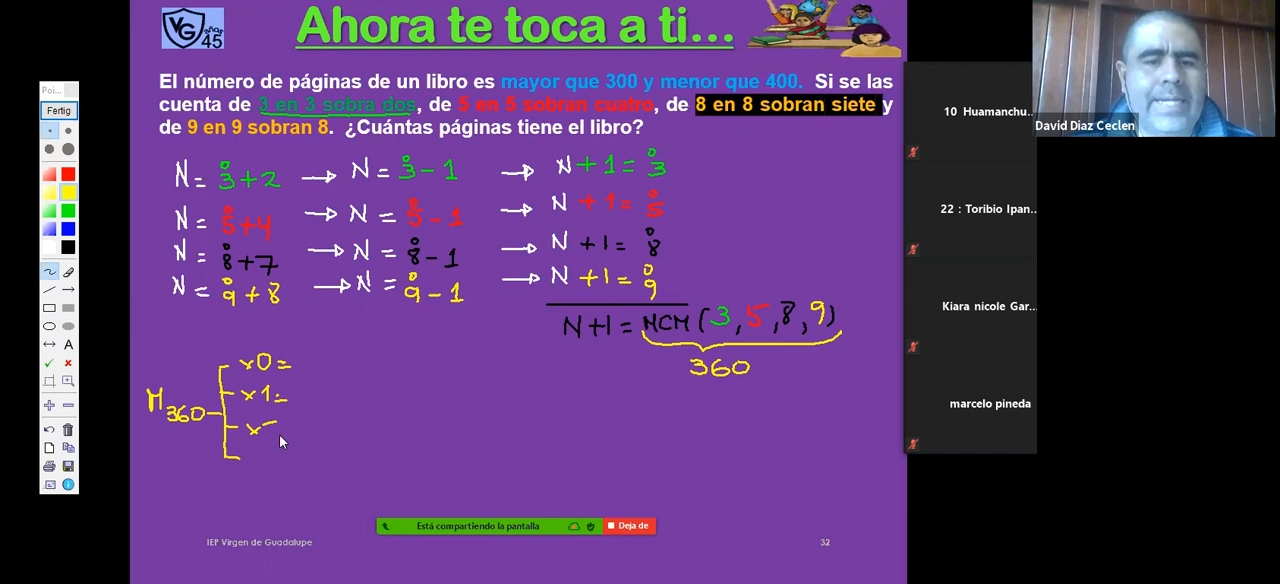 Ahora te toca a ti...
VG
años
45
El número de páginas de un libro es mayor que 300 y menor que 400. Si se las
cuenta de 3 en 3 sobra dos, de 5 en 5 sobran cuatro, de 8 en 8 sobran siete y
de 9 en 9 sobran 8. ¿Cuántas páginas tiene el libro?
N = 3̊ + 2 → N = 3̊ - 1 → N + 1 = 3̊
N = 5̊ + 4 → N = 5̊ - 1 → N + 1 = 5̊
N = 8̊ + 7 → N = 8̊ - 1 → N + 1 = 8̊
N = 9̊ + 8 → N = 9̊ - 1 → N + 1 = 9̊
N+1 = MCM (3, 5, 8, 9)
360
M360
x0 =
x1 =
x
Poi...
Fertig
A
10 Huamanchu...
22 : Toribio Ipan...
Kiara nicole Gar...
marcelo pineda
David Diaz Ceclen
Está compartiendo la pantalla
Deja de
IEP Virgen de Guadalupe
32